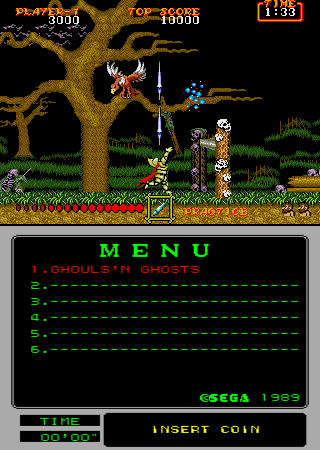 PLAYER-1 TOP SCORE TIME
3000 10000 1:33
PRACTICE
MENU
1.GHOULS'N GHOSTS
2.
3.
4.
5.
6.
©SEGA 1989
TIME
00'00"
INSERT COIN